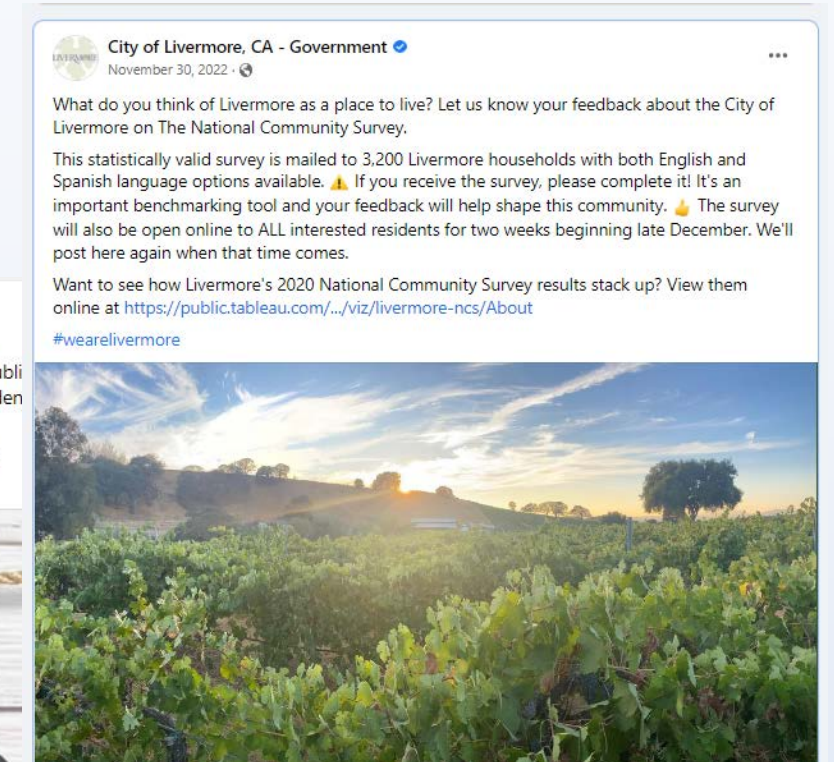 City of Livermore, CA - Government
November 30, 2022 ·
What do you think of Livermore as a place to live? Let us know your feedback about the City of
Livermore on The National Community Survey.
This statistically valid survey is mailed to 3,200 Livermore households with both English and
Spanish language options available. ⚠️ If you receive the survey, please complete it! It's an
important benchmarking tool and your feedback will help shape this community. 👍 The survey
will also be open online to ALL interested residents for two weeks beginning late December. We'll
post here again when that time comes.
Want to see how Livermore's 2020 National Community Survey results stack up? View them
online at https://public.tableau.com/.../viz/livermore-ncs/About
#wearelivermore
LIVERMORE